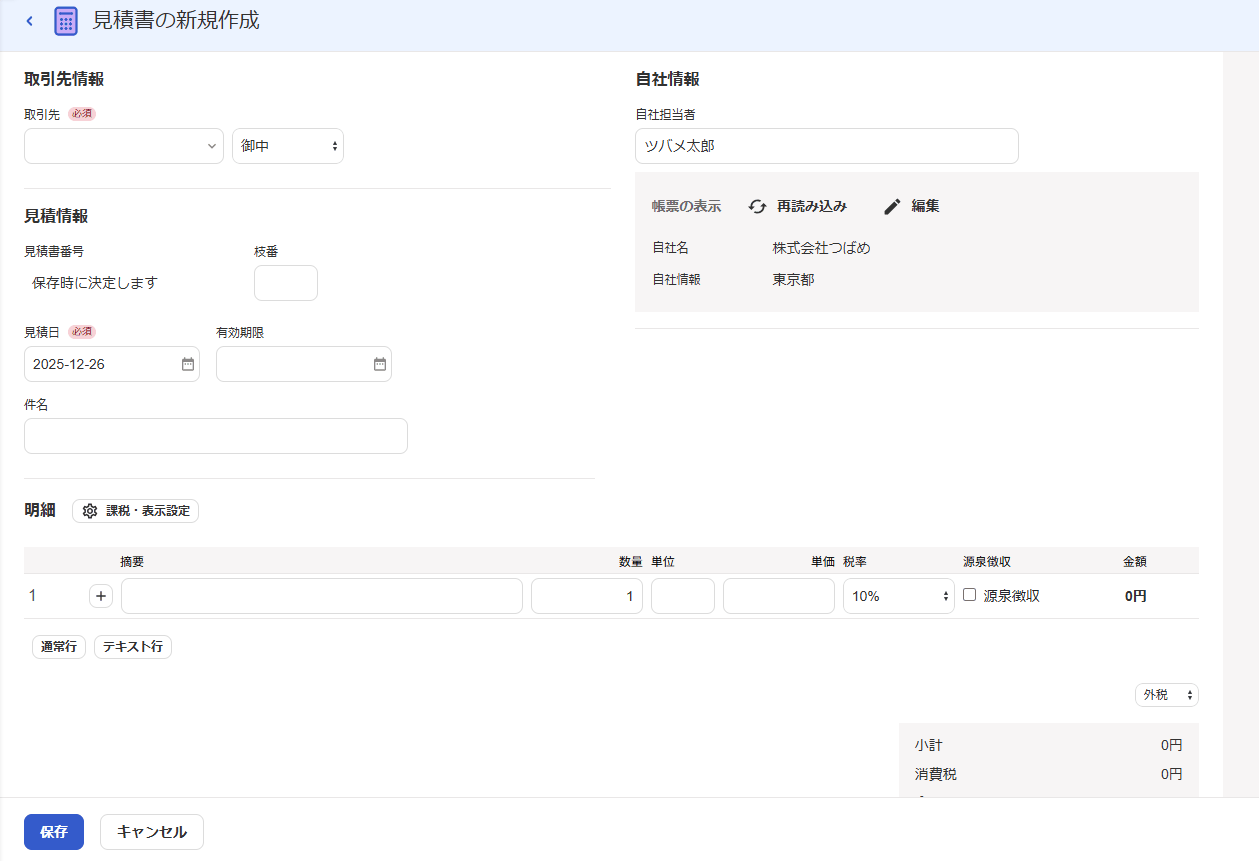 見積書の新規作成
取引先情報
取引先 必須
御中
見積情報
見積書番号 枝番
保存時に決定します
見積日 必須 有効期限
2025-12-26
件名
自社情報
自社担当者
ツバメ太郎
帳票の表示 再読み込み 編集
自社名 株式会社つばめ
自社情報 東京都
明細 課税・表示設定
摘要 数量 単位 単価 税率 源泉徴収 金額
1 + 1 10% 源泉徴収 0円
通常行 テキスト行
外税
小計 0円
消費税 0円
保存 キャンセル